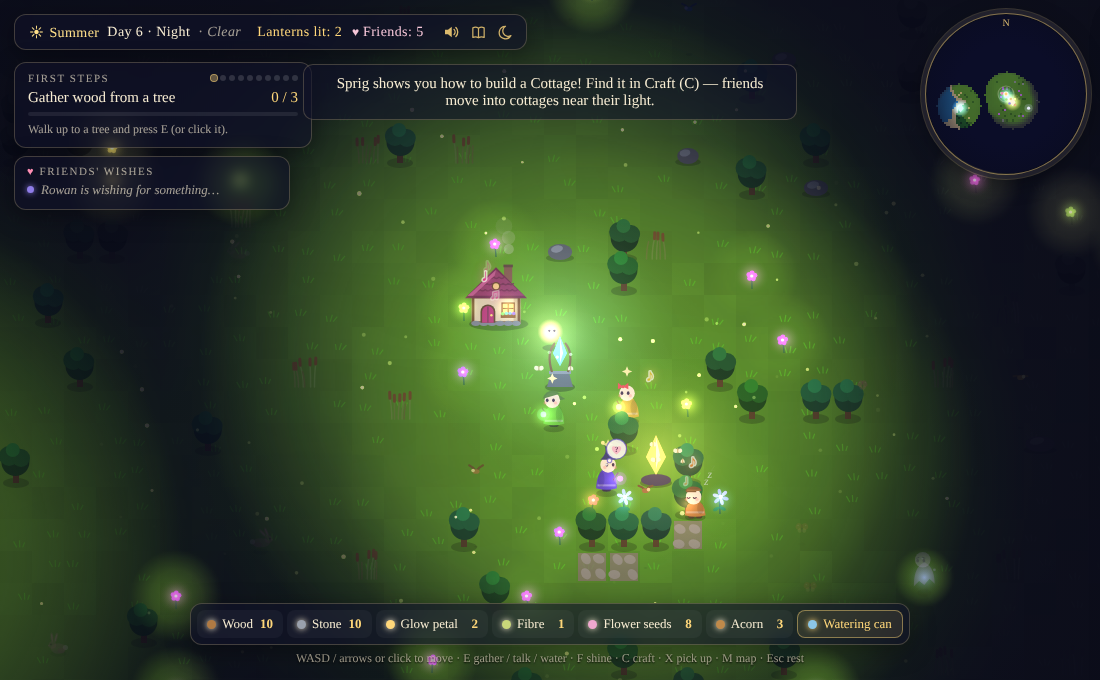 Summer Day 6 · Night · Clear Lanterns lit: 2 ♥ Friends: 5
N
FIRST STEPS
Gather wood from a tree 0 / 3
Walk up to a tree and press E (or click it).
Sprig shows you how to build a Cottage! Find it in Craft (C) — friends
move into cottages near their light.
♥ FRIENDS' WISHES
Rowan is wishing for something…
?
z z
Wood 10 Stone 10 Glow petal 2 Fibre 1 Flower seeds 8 Acorn 3 Watering can
WASD / arrows or click to move · E gather / talk / water · F shine · C craft · X pick up · M map · Esc rest